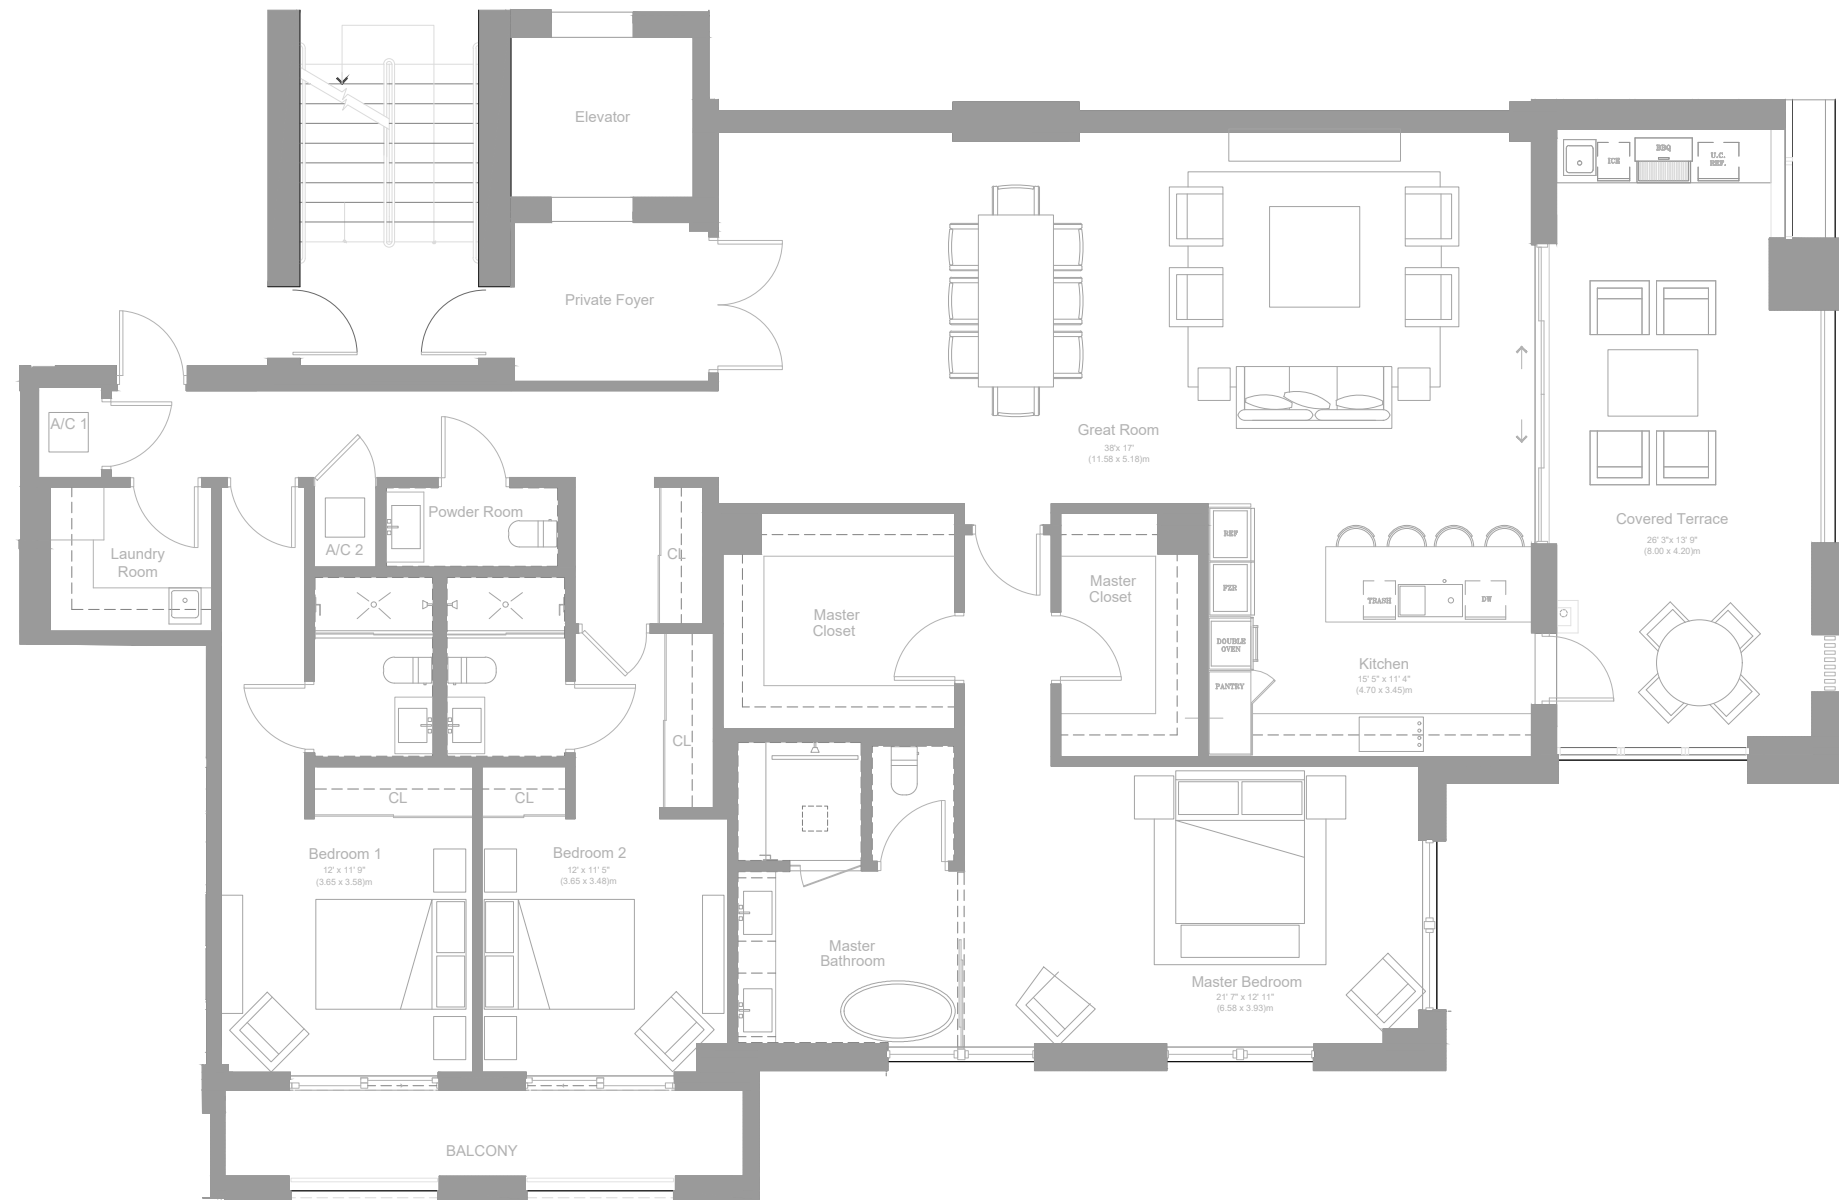 Elevator
ICE
BBQ
U.C.
REF.
Private Foyer
A/C 1
Great Room
38'x 17'
(11.58 x 5.18)m
Powder Room
Covered Terrace
26' 3"x 13' 9"
(8.00 x 4.20)m
REF
A/C 2
Laundry
Room
CL
Master
Closet
FZR
TRASH
DW
Master
Closet
DOUBLE
OVEN
Kitchen
15' 5" x 11' 4"
(4.70 x 3.45)m
PANTRY
CL
CL
CL
Bedroom 1
12' x 11' 9"
(3.65 x 3.58)m
Bedroom 2
12' x 11' 5"
(3.65 x 3.48)m
Master
Bathroom
Master Bedroom
21' 7" x 12' 11"
(6.58 x 3.93)m
BALCONY